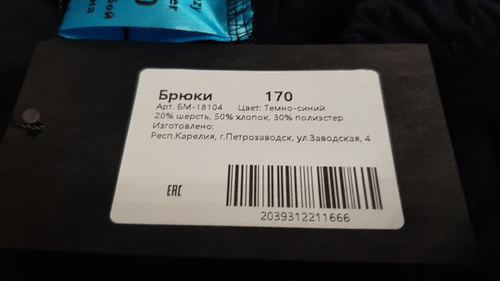 Брюки 170
Арт. БМ-18104 Цвет: Темно-синий
20% шерсть, 50% хлопок, 30% полиэстер
Изготовлено:
Респ.Карелия, г.Петрозаводск, ул.Заводская, 4
EAC
2039312211666